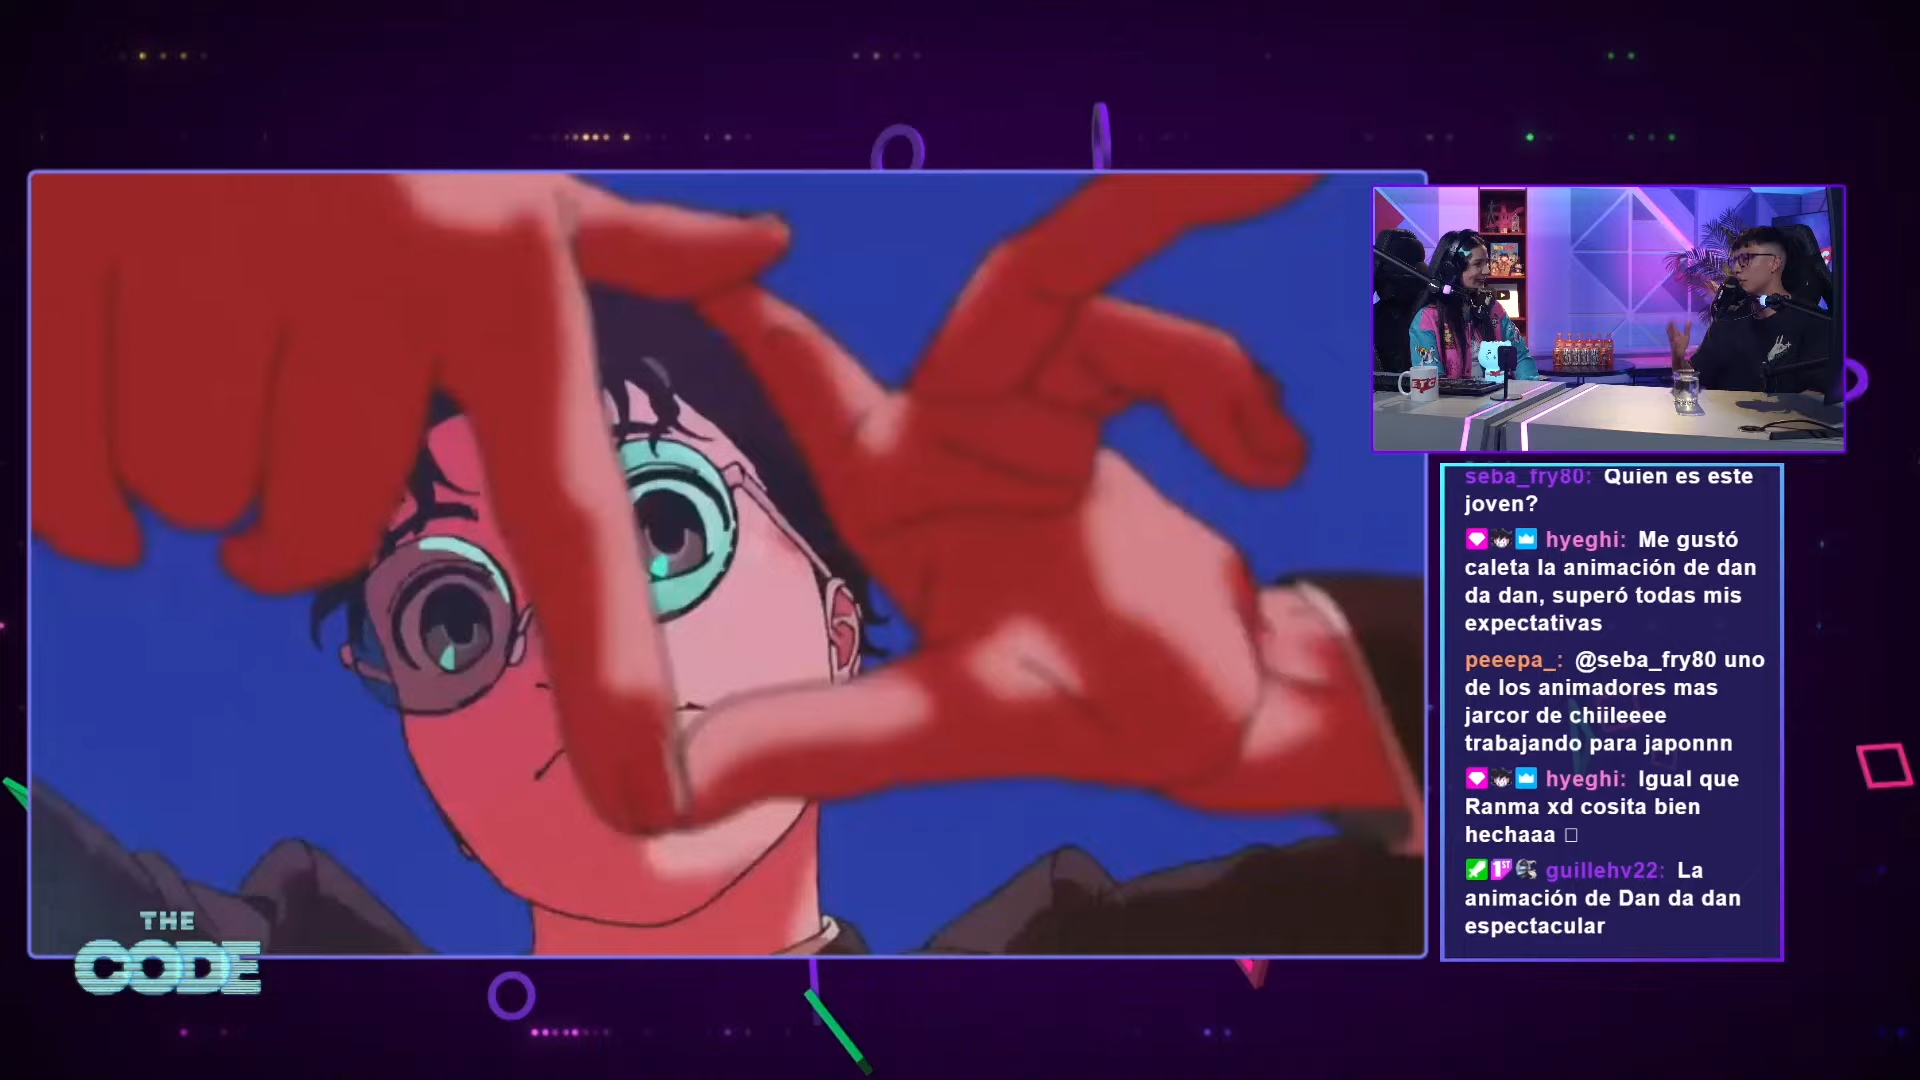 seba_fry80: Quien es este
joven?
hyeghi: Me gustó
caleta la animación de dan
da dan, superó todas mis
expectativas
peeepa_: @seba_fry80 uno
de los animadores mas
jarcor de chiileeee
trabajando para japonnn
hyeghi: Igual que
Ranma xd cosita bien
hechaaa
1ST guillehv22: La
animación de Dan da dan
espectacular
THE
CODE